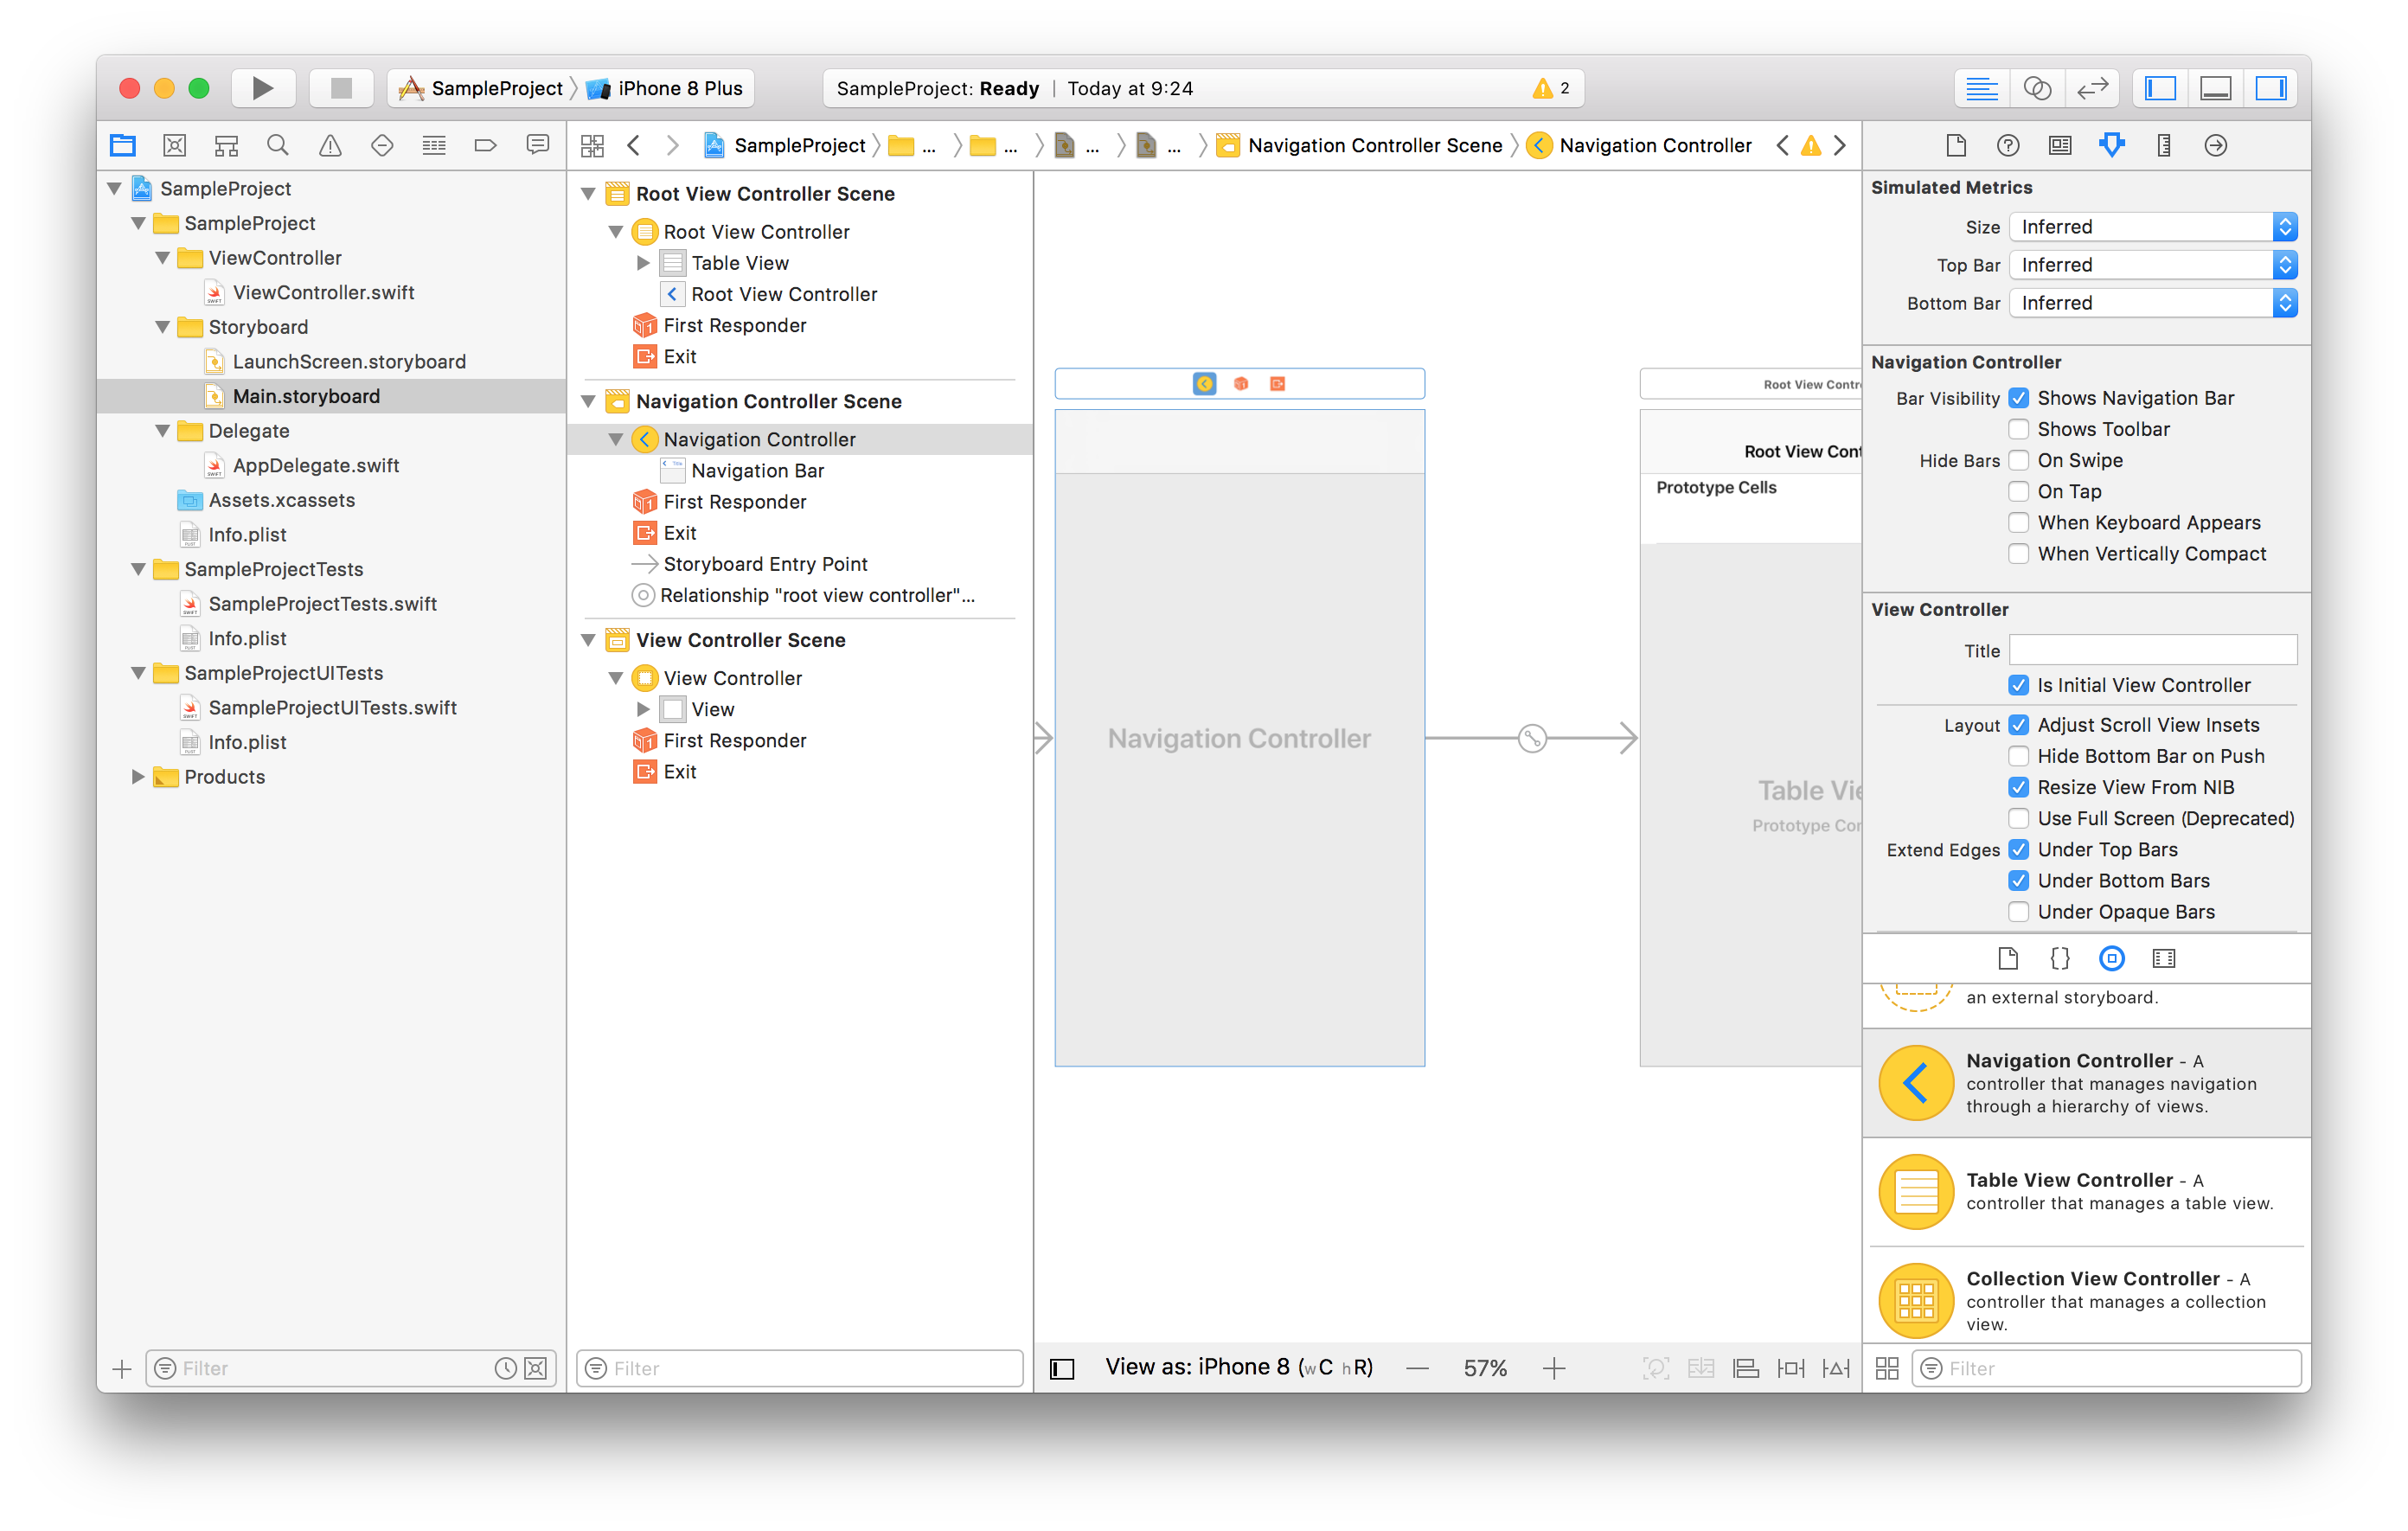 SampleProject
iPhone 8 Plus
SampleProject: Ready | Today at 9:24
2
SampleProject
...
...
...
...
Navigation Controller Scene
Navigation Controller
SampleProject
SampleProject
ViewController
ViewController.swift
Storyboard
LaunchScreen.storyboard
Main.storyboard
Delegate
AppDelegate.swift
Assets.xcassets
Info.plist
SampleProjectTests
SampleProjectTests.swift
Info.plist
SampleProjectUITests
SampleProjectUITests.swift
Info.plist
Products
Filter
Root View Controller Scene
Root View Controller
Table View
Root View Controller
First Responder
Exit
Navigation Controller Scene
Navigation Controller
Navigation Bar
First Responder
Exit
Storyboard Entry Point
Relationship "root view controller"...
View Controller Scene
View Controller
View
First Responder
Exit
Filter
Navigation Controller
Root View Contr
Root View Cont
Prototype Cells
Table Vie
Prototype Cor
View as: iPhone 8 (wC hR)
57%
Simulated Metrics
Size Inferred
Top Bar Inferred
Bottom Bar Inferred
Navigation Controller
Bar Visibility Shows Navigation Bar
Shows Toolbar
Hide Bars On Swipe
On Tap
When Keyboard Appears
When Vertically Compact
View Controller
Title
Is Initial View Controller
Layout Adjust Scroll View Insets
Hide Bottom Bar on Push
Resize View From NIB
Use Full Screen (Deprecated)
Extend Edges Under Top Bars
Under Bottom Bars
Under Opaque Bars
{}
an external storyboard.
Navigation Controller - A
controller that manages navigation
through a hierarchy of views.
Table View Controller - A
controller that manages a table view.
Collection View Controller - A
controller that manages a collection
view.
Filter